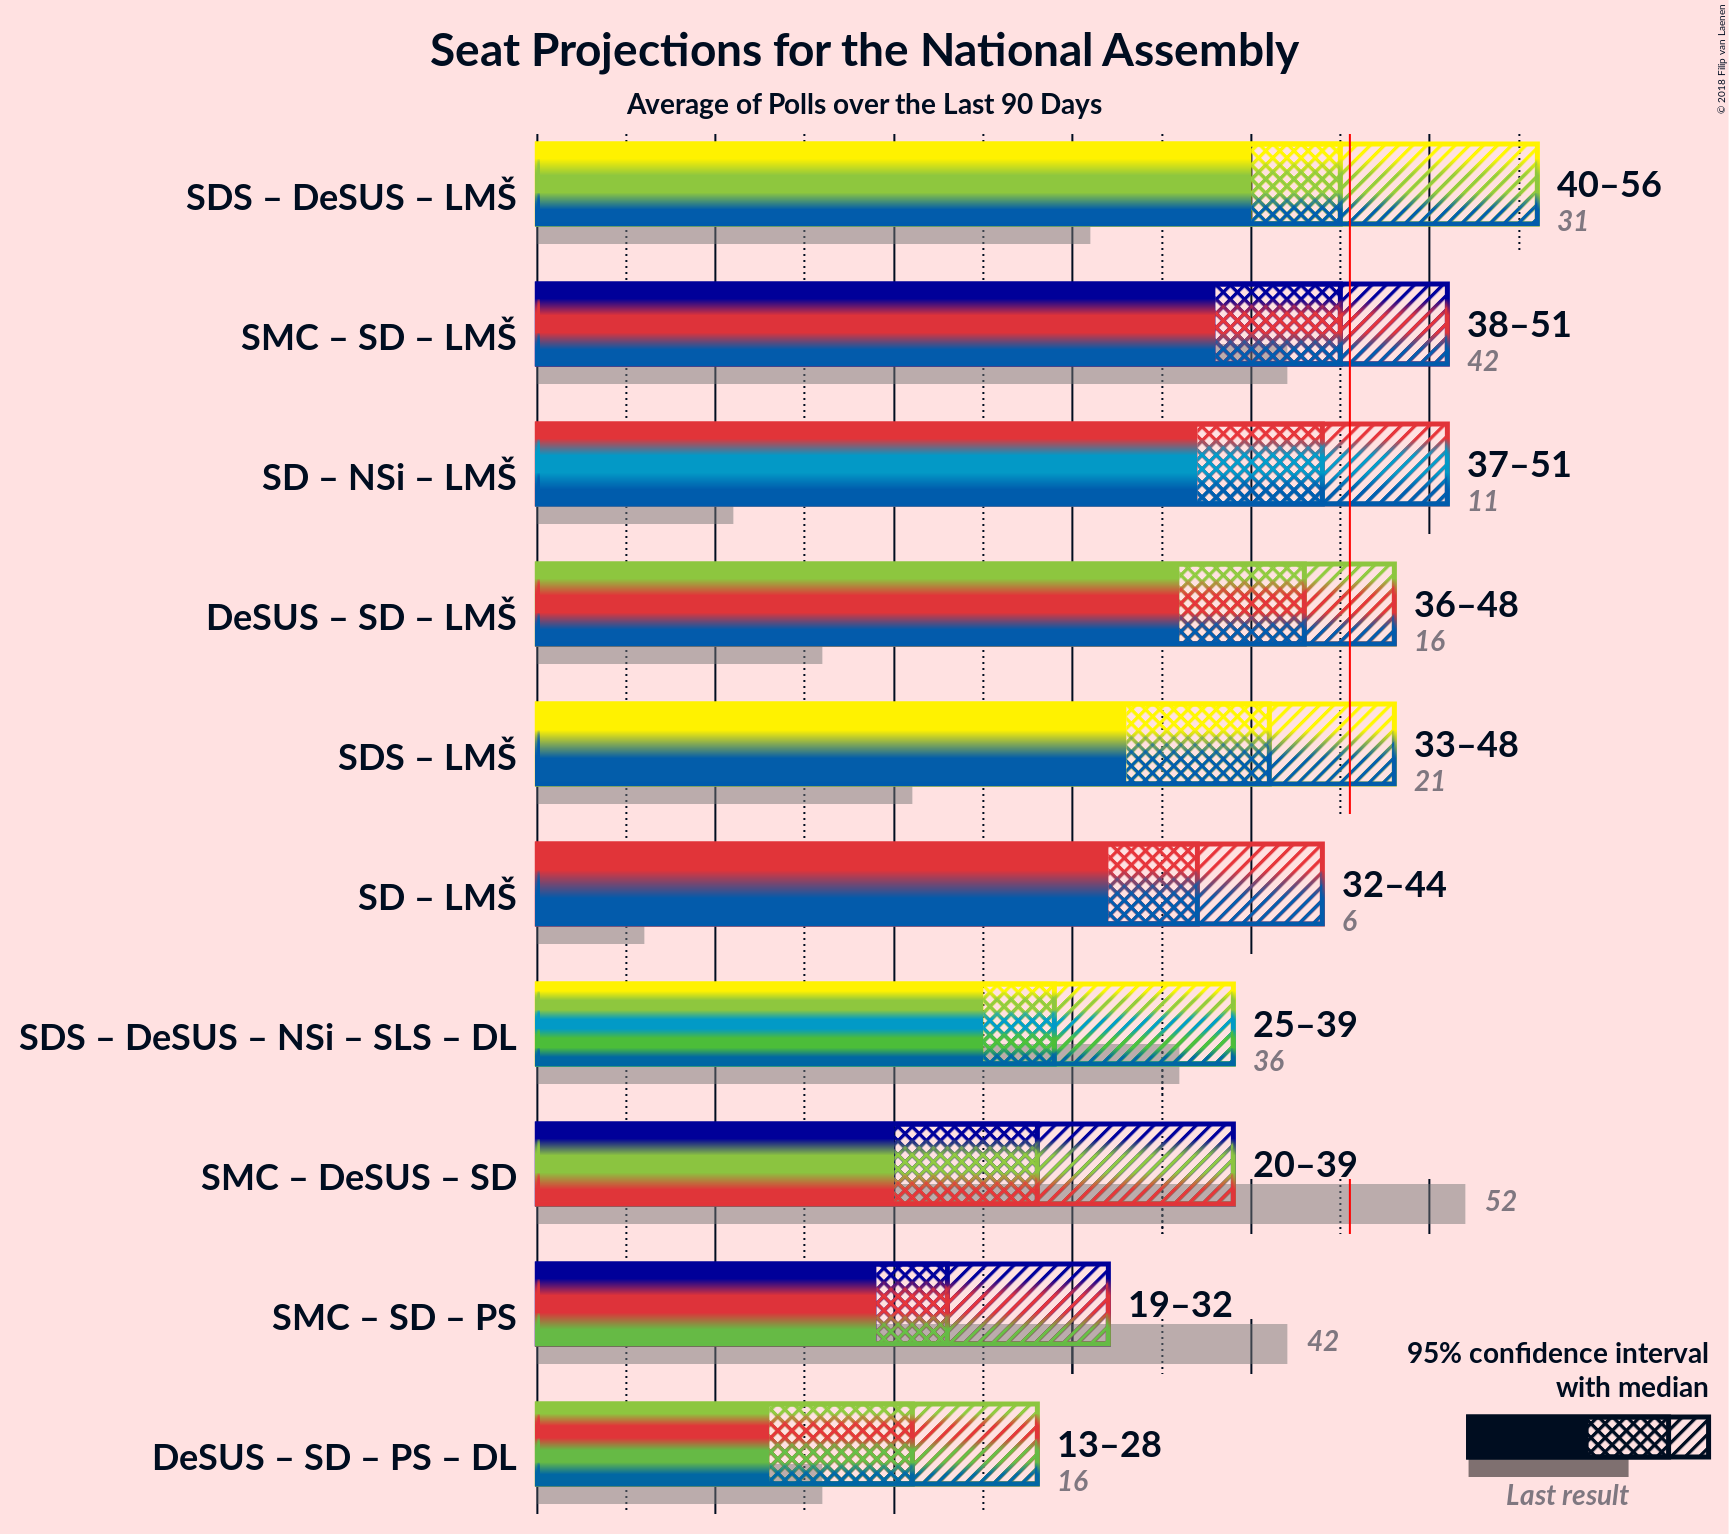 Seat Projections for the National Assembly
Average of Polls over the Last 90 Days
© 2018 Filip van Laenen
SDS – DeSUS – LMŠ
40–56
31
SMC – SD – LMŠ
38–51
42
SD – NSi – LMŠ
37–51
11
DeSUS – SD – LMŠ
36–48
16
SDS – LMŠ
33–48
21
SD – LMŠ
32–44
6
SDS – DeSUS – NSi – SLS – DL
25–39
36
SMC – DeSUS – SD
20–39
52
SMC – SD – PS
19–32
42
DeSUS – SD – PS – DL
13–28
16
95% confidence interval
with median
Last result